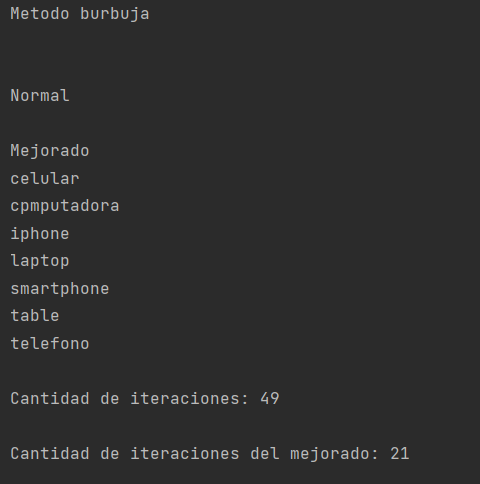 Metodo burbuja
Normal
Mejorado
celular
cpmputadora
iphone
laptop
smartphone
table
telefono
Cantidad de iteraciones: 49
Cantidad de iteraciones del mejorado: 21